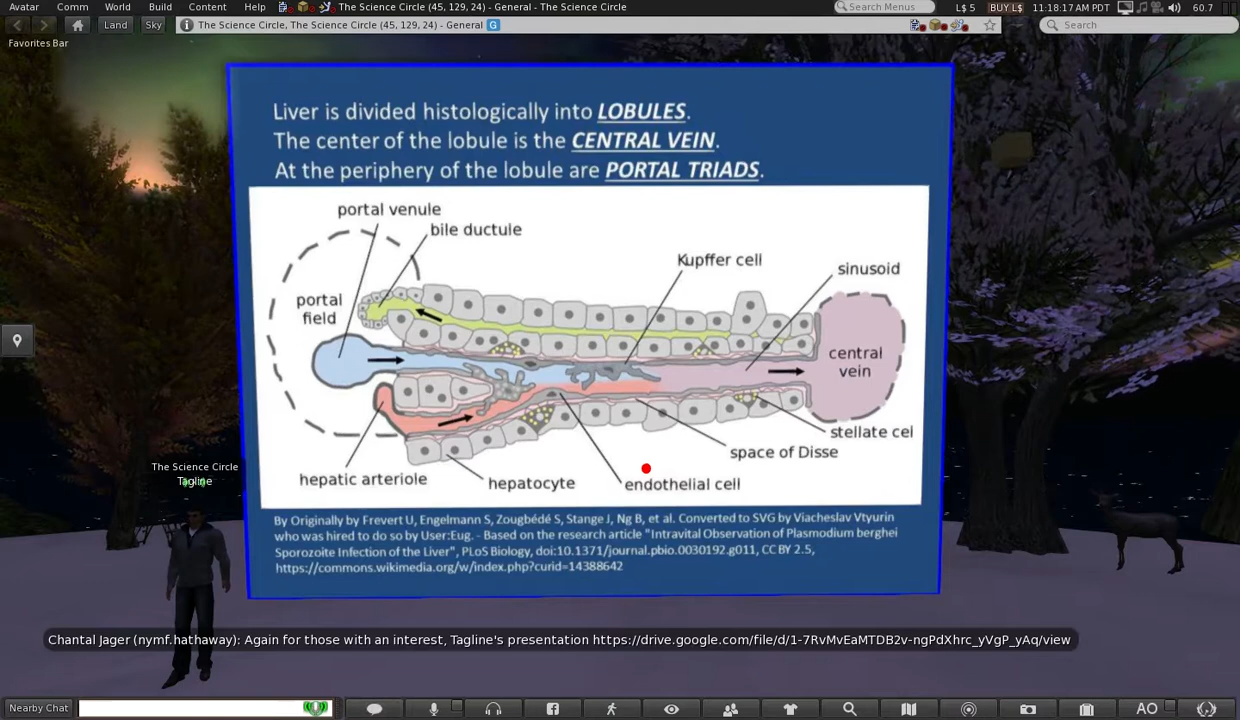 Avatar Comm World Build Content Help The Science Circle, The Science Circle (45, 129, 24) - General - The Science Circle Search Menus L$ 5 BUY L$ 11:18:17 AM PDT 60.7
Land Sky The Science Circle, The Science Circle (45, 129, 24) - General G Search
Favorites Bar
Liver is divided histologically into LOBULES.
The center of the lobule is the CENTRAL VEIN.
At the periphery of the lobule are PORTAL TRIADS.
portal venule
bile ductule
Kupffer cell
sinusoid
portal
field
central
vein
stellate cel
space of Disse
hepatic arteriole
hepatocyte
endothelial cell
The Science Circle
Tagline
By Originally by Frevert U, Engelmann S, Zougbédé S, Stange J, Ng B, et al. Converted to SVG by Viacheslav Vtyurin
who was hired to do so by User:Eug. - Based on the research article "Intravital Observation of Plasmodium berghei
Sporozoite Infection of the Liver", PLoS Biology, doi:10.1371/journal.pbio.0030192.g011, CC BY 2.5,
https://commons.wikimedia.org/w/index.php?curid=14388642
Chantal Jager (nymf.hathaway): Again for those with an interest, Tagline's presentation https://drive.google.com/file/d/1-7RvMvEaMTDB2v-ngPdXhrc_yVgP_yAq/view
Nearby Chat AO